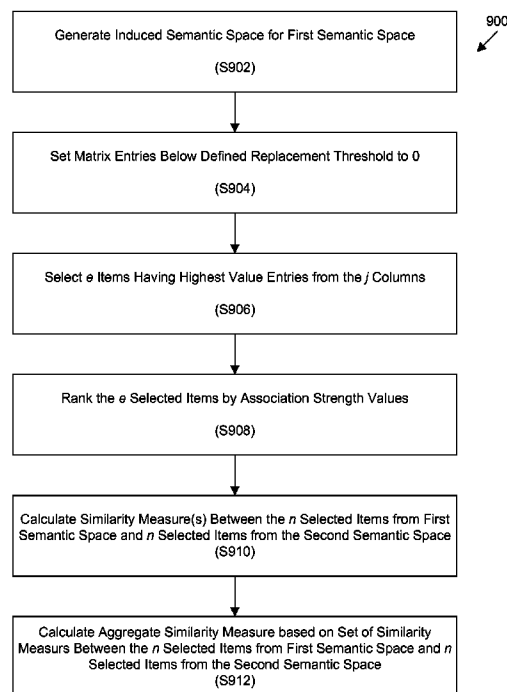 Generate Induced Semantic Space for First Semantic Space
(S902)
900
Set Matrix Entries Below Defined Replacement Threshold to 0
(S904)
Select e Items Having Highest Value Entries from the j Columns
(S906)
Rank the e Selected Items by Association Strength Values
(S908)
Calculate Similarity Measure(s) Between the n Selected Items from First
Semantic Space and n Selected Items from the Second Semantic Space
(S910)
Calculate Aggregate Similarity Measure based on Set of Similarity
Measurs Between the n Selected Items from First Semantic Space and n
Selected Items from the Second Semantic Space
(S912)